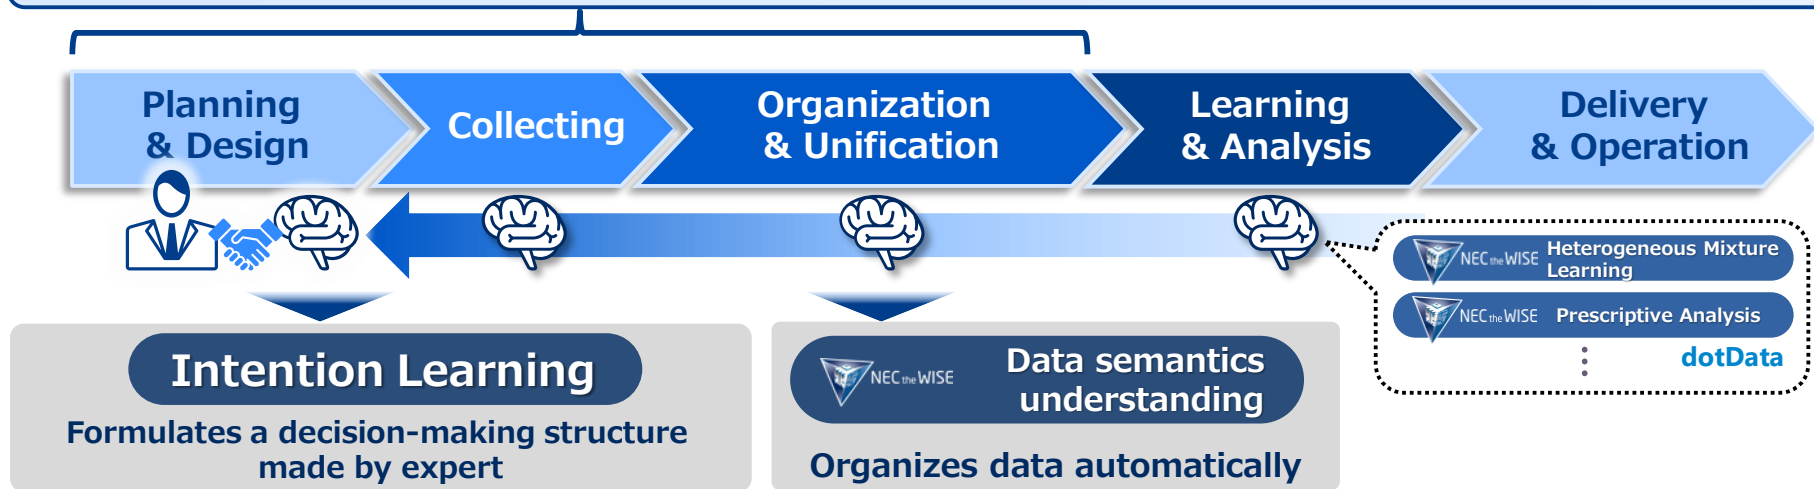 Planning
& Design
Collecting
Organization
& Unification
Learning
& Analysis
Delivery
& Operation
NEC the WISE Heterogeneous Mixture
Learning
NEC the WISE Prescriptive Analysis
dotData
Intention Learning
Formulates a decision-making structure
made by expert
NEC the WISE
Data semantics
understanding
Organizes data automatically